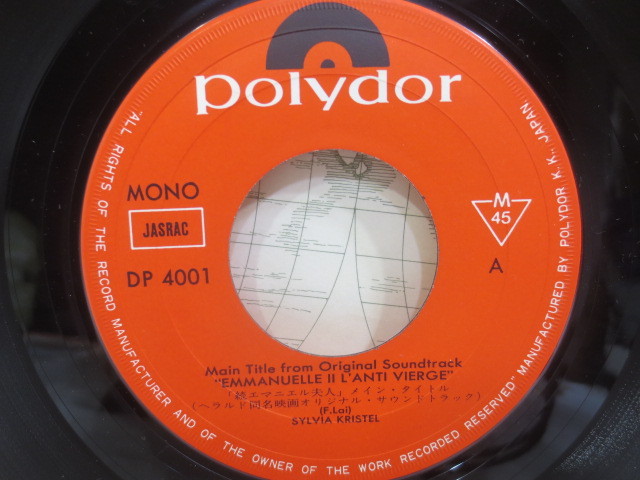 polydor
MONO
JASRAC
DP 4001
M
45
A
Main Title from Original Soundtrack
"EMMANUELLE II L'ANTI VIERGE"
「続エマニエル夫人」メイン・タイトル
(ヘラルド同名映画オリジナル・サウンドトラック)
(F.Lai)
SYLVIA KRISTEL
"ALL RIGHTS OF THE RECORD MANUFACTURER AND OF THE OWNER OF THE WORK RECORDED RESERVED" MANUFACTURED BY POLYDOR K.K. JAPAN.